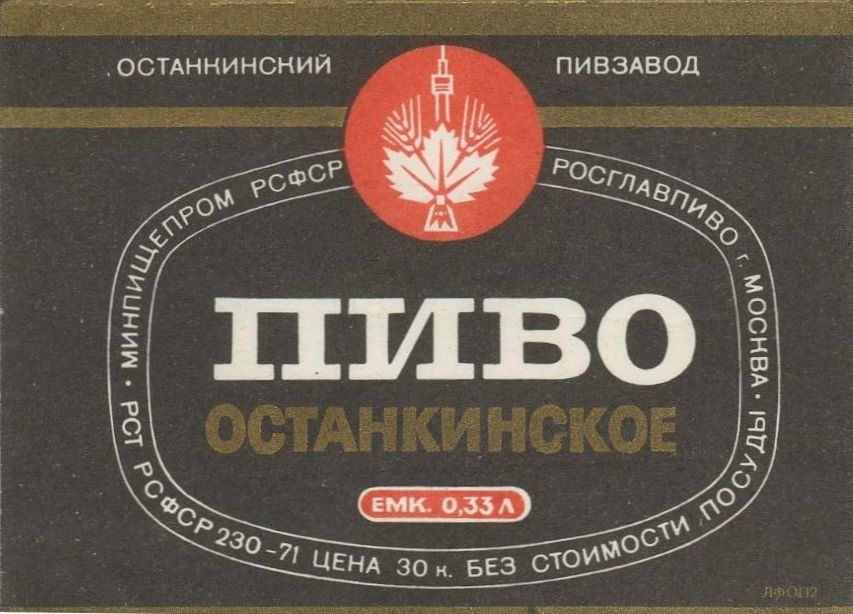 ОСТАНКИНСКИЙ
ПИВЗАВОД
МИНПИЩЕПРОМ РСФСР
РОСГЛАВПИВО г. МОСКВА •
ПИВО
ОСТАНКИНСКОЕ
ЕМК. 0,33 Л
• РСТ РСФСР 230-71 ЦЕНА 30 к. БЕЗ СТОИМОСТИ ПОСУДЫ